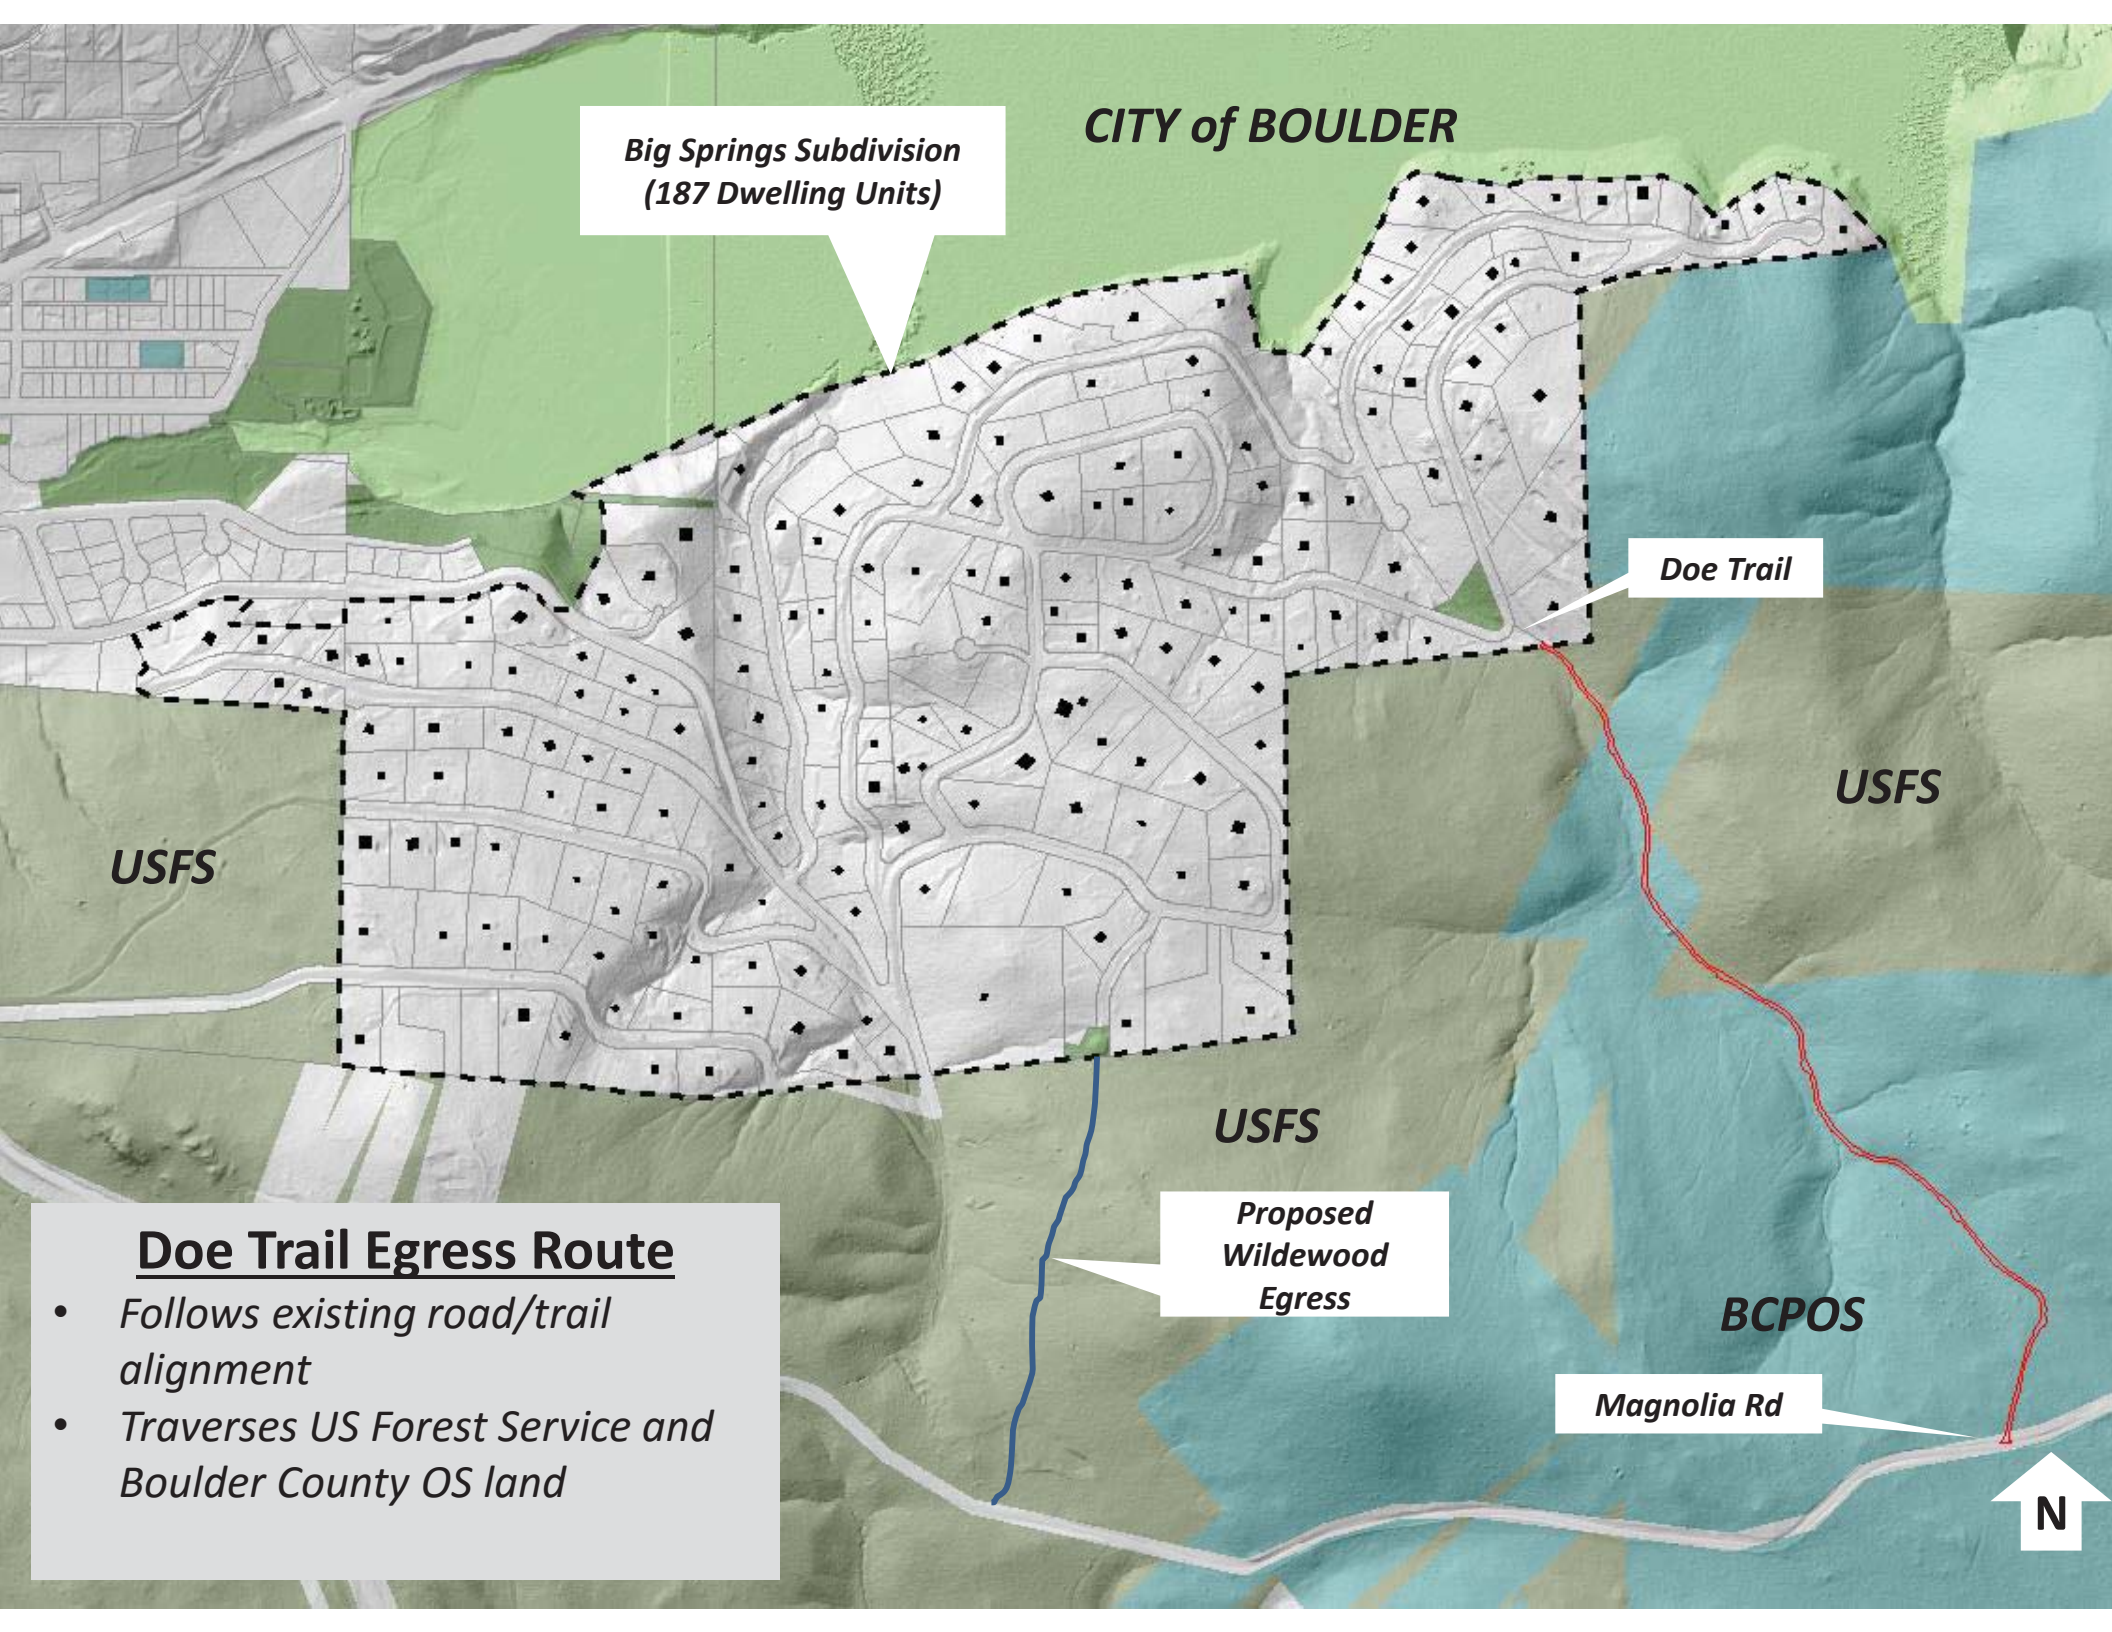 CITY of BOULDER
Big Springs Subdivision
(187 Dwelling Units)
Doe Trail
USFS
USFS
USFS
Proposed
Wildewood
Egress
BCPOS
Magnolia Rd
N
Doe Trail Egress Route
• Follows existing road/trail
alignment
• Traverses US Forest Service and
Boulder County OS land